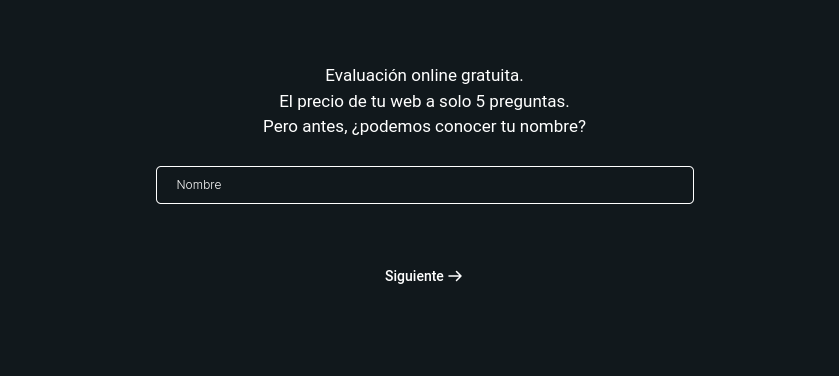 Evaluación online gratuita.
El precio de tu web a solo 5 preguntas.
Pero antes, ¿podemos conocer tu nombre?
Nombre
Siguiente →